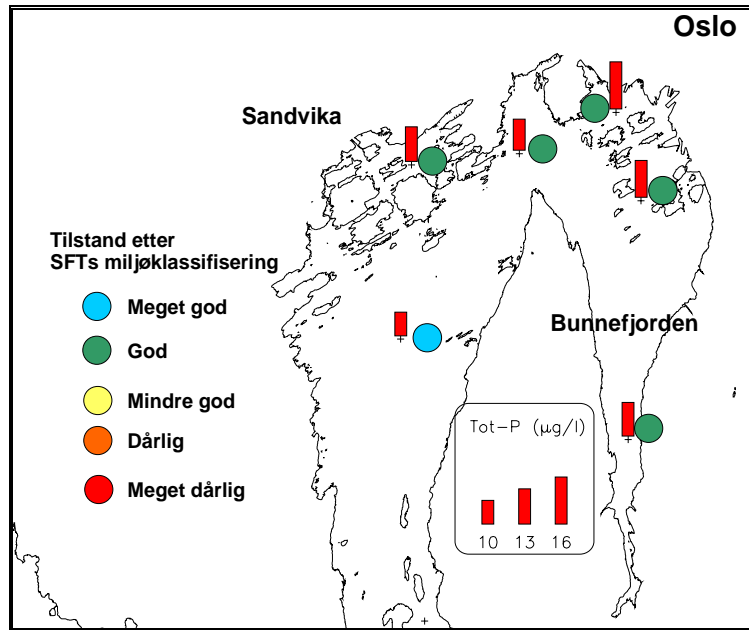 Oslo
Sandvika
Tilstand etter
SFTs miljøklassifisering
Meget god
God
Mindre god
Dårlig
Meget dårlig
Bunnefjorden
Tot-P (µg/l)
10 13 16